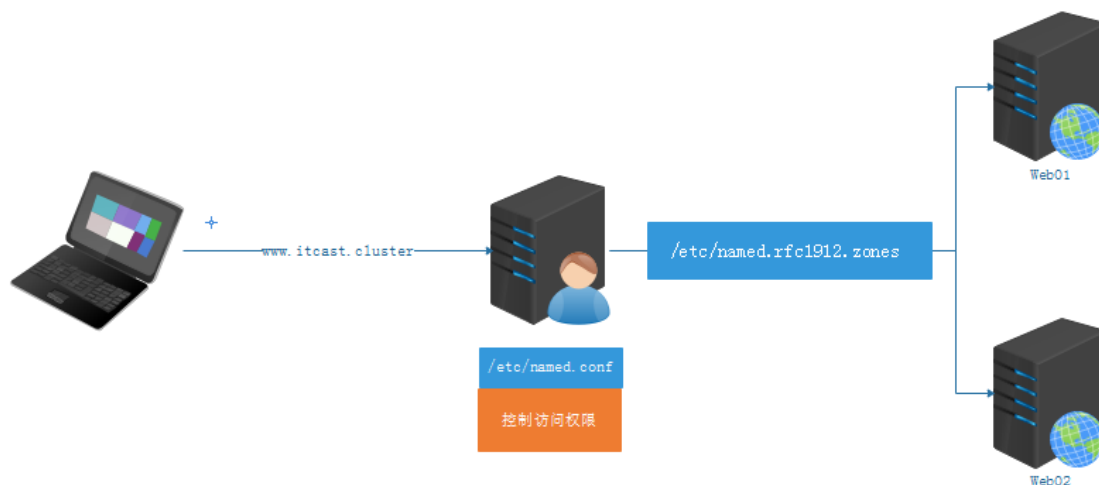 Web01
www.itcast.cluster
/etc/named.rfc1912.zones
/etc/named.conf
控制访问权限
Web02